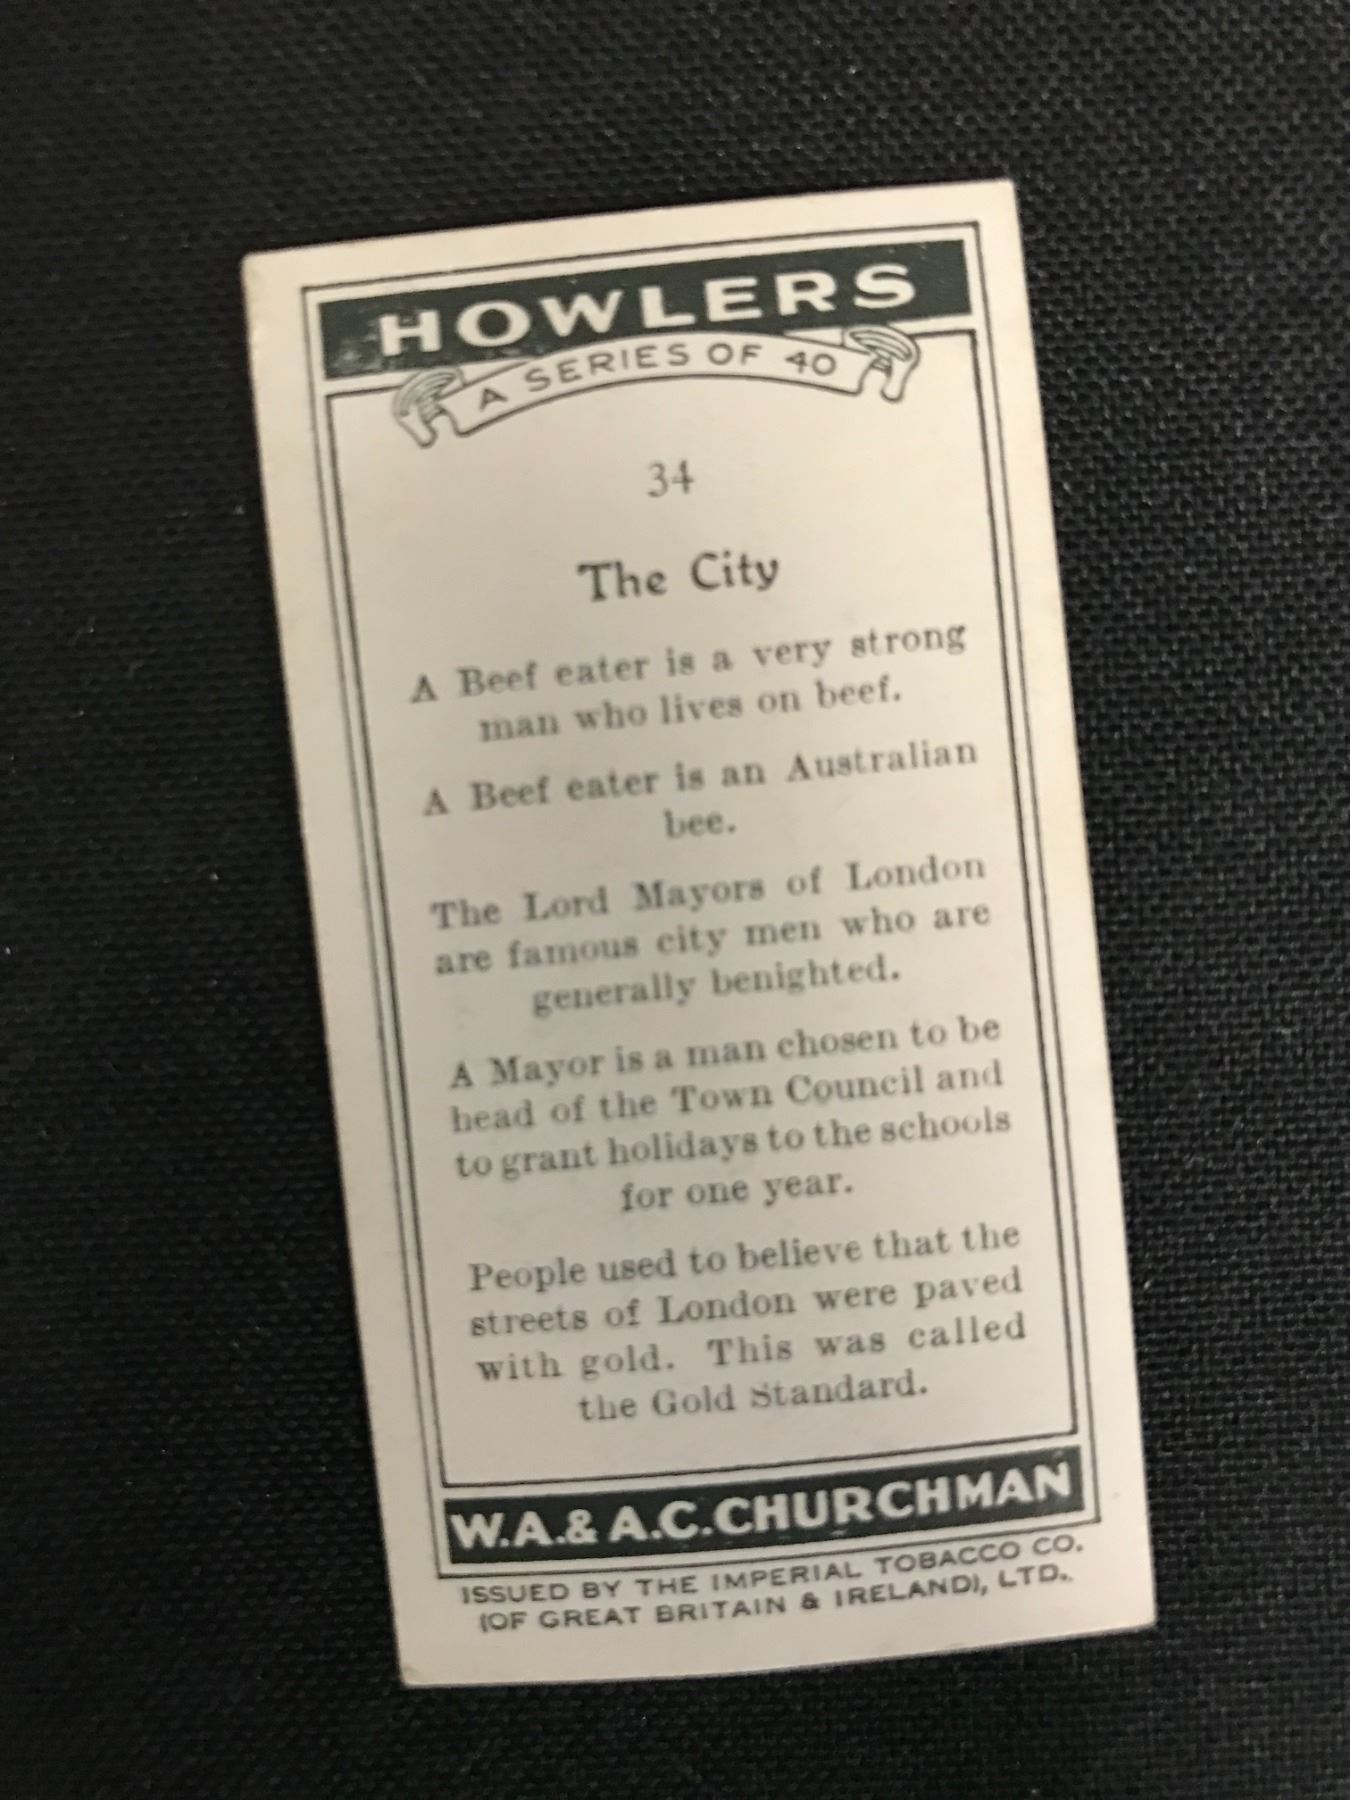 HOWLERS
A SERIES OF 40
34
The City
A Beef eater is a very strong
man who lives on beef.
A Beef eater is an Australian
bee.
The Lord Mayors of London
are famous city men who are
generally benighted.
A Mayor is a man chosen to be
head of the Town Council and
to grant holidays to the schools
for one year.
People used to believe that the
streets of London were paved
with gold. This was called
the Gold Standard.
W.A.& A.C.CHURCHMAN
ISSUED BY THE IMPERIAL TOBACCO CO.
(OF GREAT BRITAIN & IRELAND), LTD.